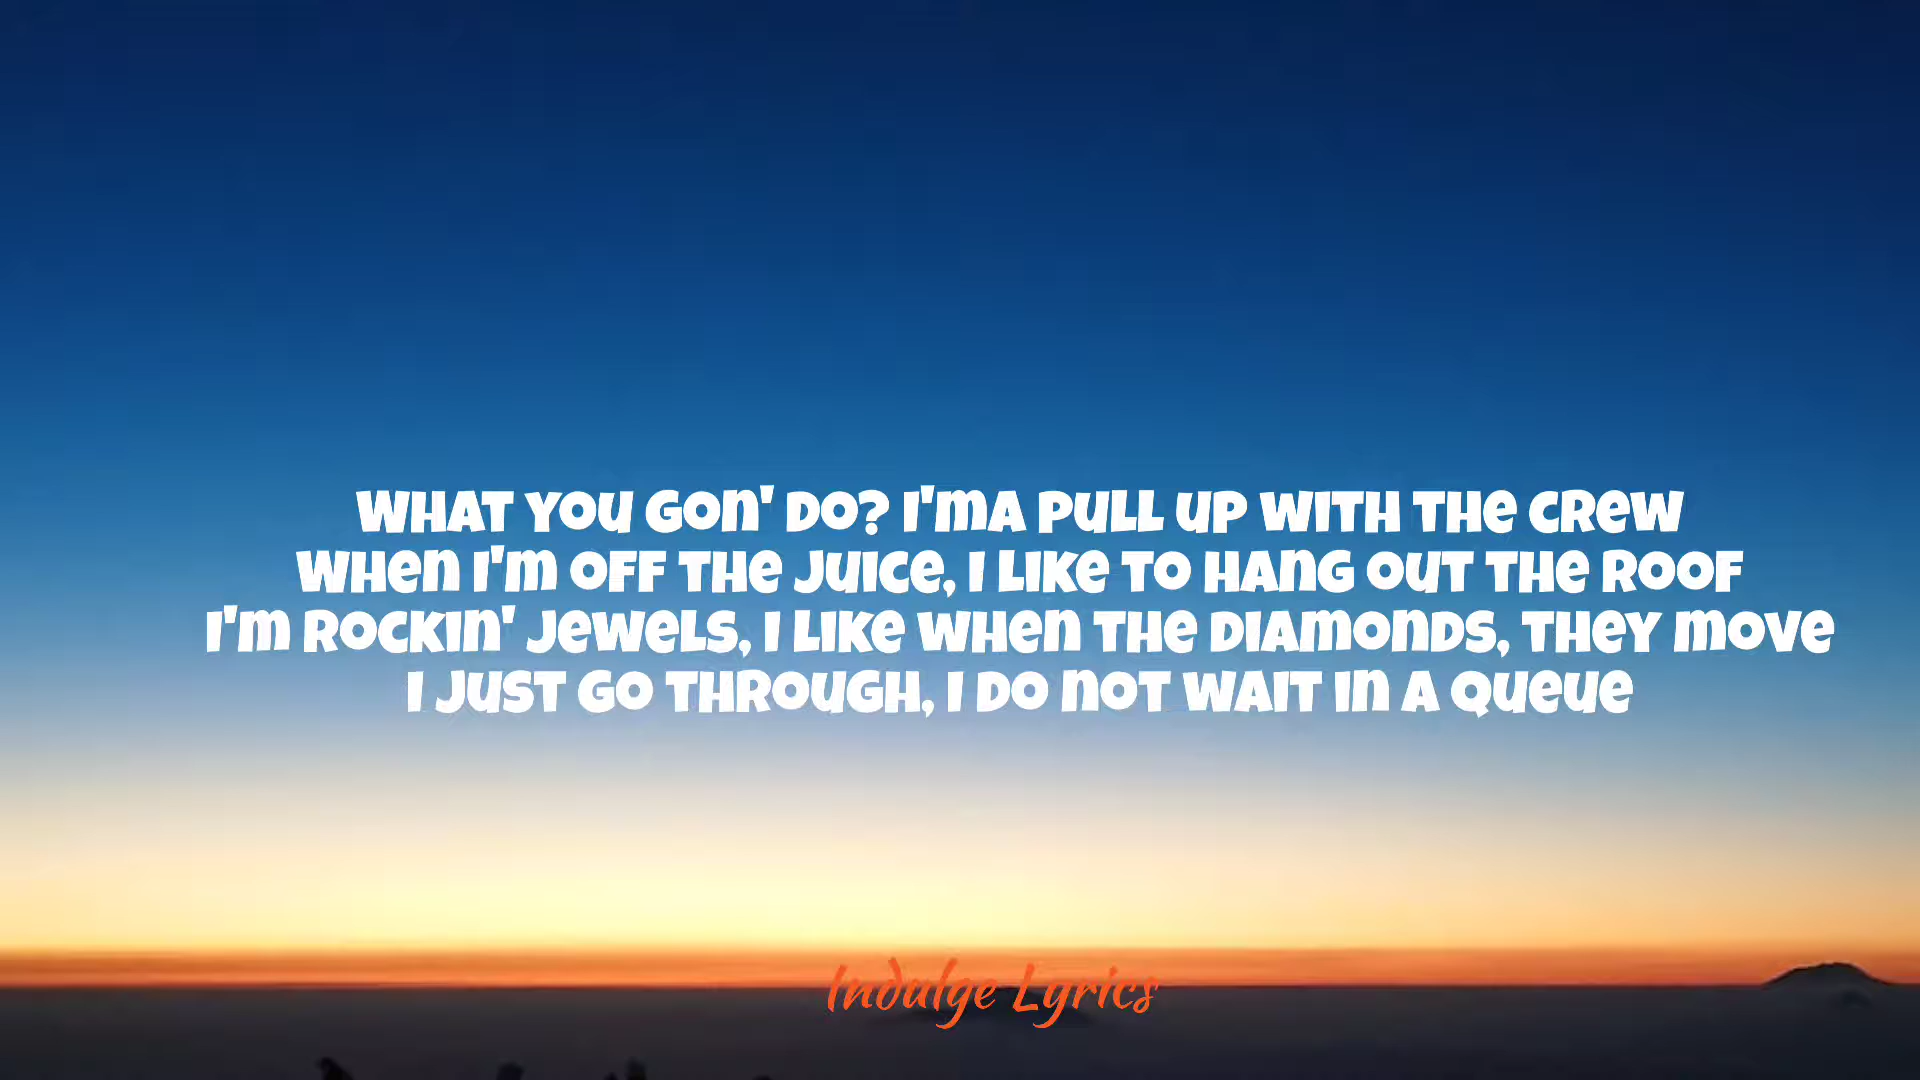 What you gon' do? I'ma pull up with the crew
When I'm off the juice, I like to hang out the roof
I'm rockin' jewels, I like when the diamonds, they move
I just go through, I do not wait in a queue
Indulge Lyrics